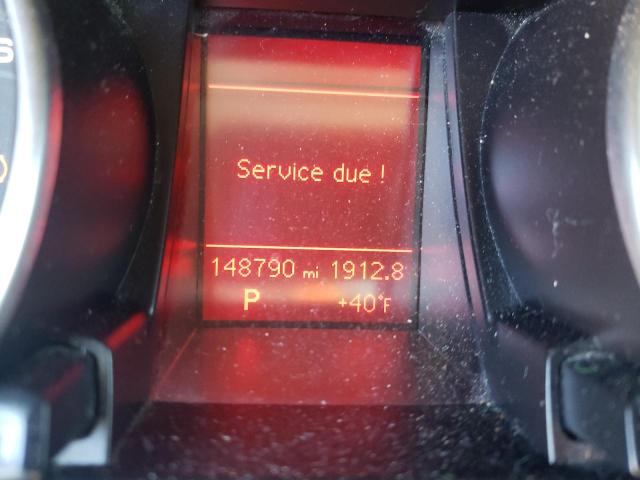 Service due !
148790 mi 1912.8
P +40°F